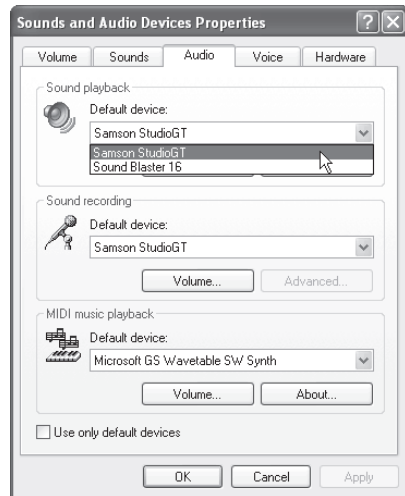 Sounds and Audio Devices Properties
Volume Sounds Audio Voice Hardware
Sound playback
Default device:
Samson StudioGT
Samson StudioGT
Sound Blaster 16
Sound recording
Default device:
Samson StudioGT
Volume... Advanced...
MIDI music playback
Default device:
Microsoft GS Wavetable SW Synth
Volume... About...
Use only default devices
OK Cancel Apply